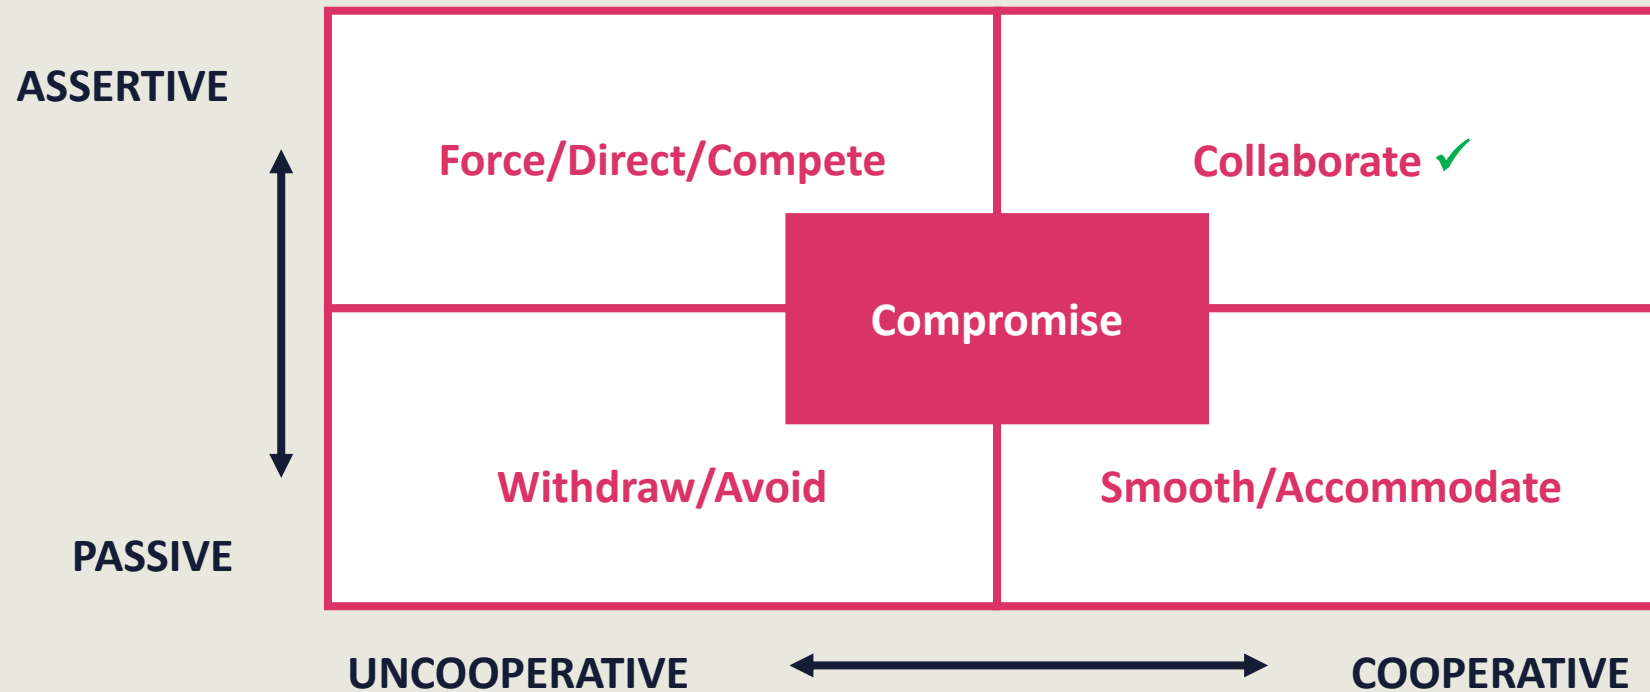 ASSERTIVE
Force/Direct/Compete
Collaborate ✓
Compromise
Withdraw/Avoid
Smooth/Accommodate
PASSIVE
UNCOOPERATIVE
COOPERATIVE